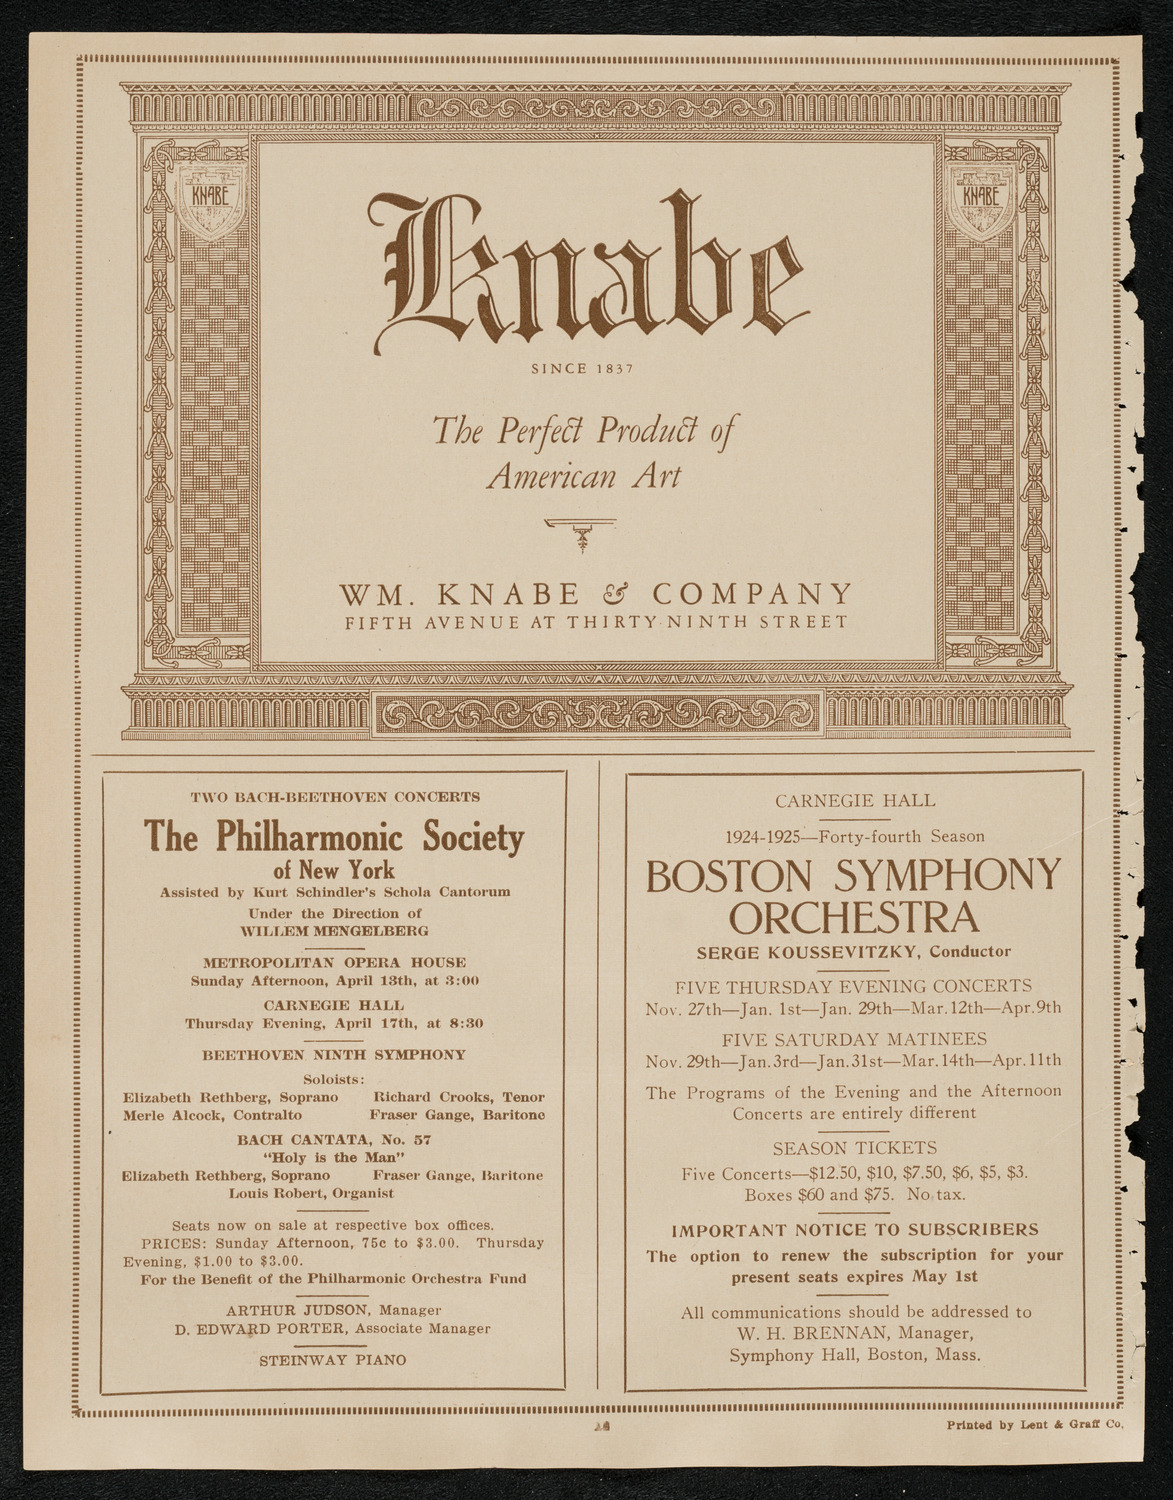 KNABE
KNABE
Knabe
SINCE 1837
The Perfect Product of
American Art
WM. KNABE & COMPANY
FIFTH AVENUE AT THIRTY-NINTH STREET
TWO BACH-BEETHOVEN CONCERTS
The Philharmonic Society
of New York
Assisted by Kurt Schindler's Schola Cantorum
Under the Direction of
WILLEM MENGELBERG
METROPOLITAN OPERA HOUSE
Sunday Afternoon, April 13th, at 3:00
CARNEGIE HALL
Thursday Evening, April 17th, at 8:30
BEETHOVEN NINTH SYMPHONY
Soloists:
Elizabeth Rethberg, Soprano Richard Crooks, Tenor
Merle Alcock, Contralto Fraser Gange, Baritone
BACH CANTATA, No. 57
"Holy is the Man"
Elizabeth Rethberg, Soprano Fraser Gange, Baritone
Louis Robert, Organist
Seats now on sale at respective box offices.
PRICES: Sunday Afternoon, 75c to $3.00. Thursday
Evening, $1.00 to $3.00.
For the Benefit of the Philharmonic Orchestra Fund
ARTHUR JUDSON, Manager
D. EDWARD PORTER, Associate Manager
STEINWAY PIANO
CARNEGIE HALL
1924-1925—Forty-fourth Season
BOSTON SYMPHONY
ORCHESTRA
SERGE KOUSSEVITZKY, Conductor
FIVE THURSDAY EVENING CONCERTS
Nov. 27th—Jan. 1st—Jan. 29th—Mar. 12th—Apr. 9th
FIVE SATURDAY MATINEES
Nov. 29th—Jan. 3rd—Jan. 31st—Mar. 14th—Apr. 11th
The Programs of the Evening and the Afternoon
Concerts are entirely different
SEASON TICKETS
Five Concerts—$12.50, $10, $7.50, $6, $5, $3.
Boxes $60 and $75. No tax.
IMPORTANT NOTICE TO SUBSCRIBERS
The option to renew the subscription for your
present seats expires May 1st
All communications should be addressed to
W. H. BRENNAN, Manager,
Symphony Hall, Boston, Mass.
Printed by Lent & Graff Co.